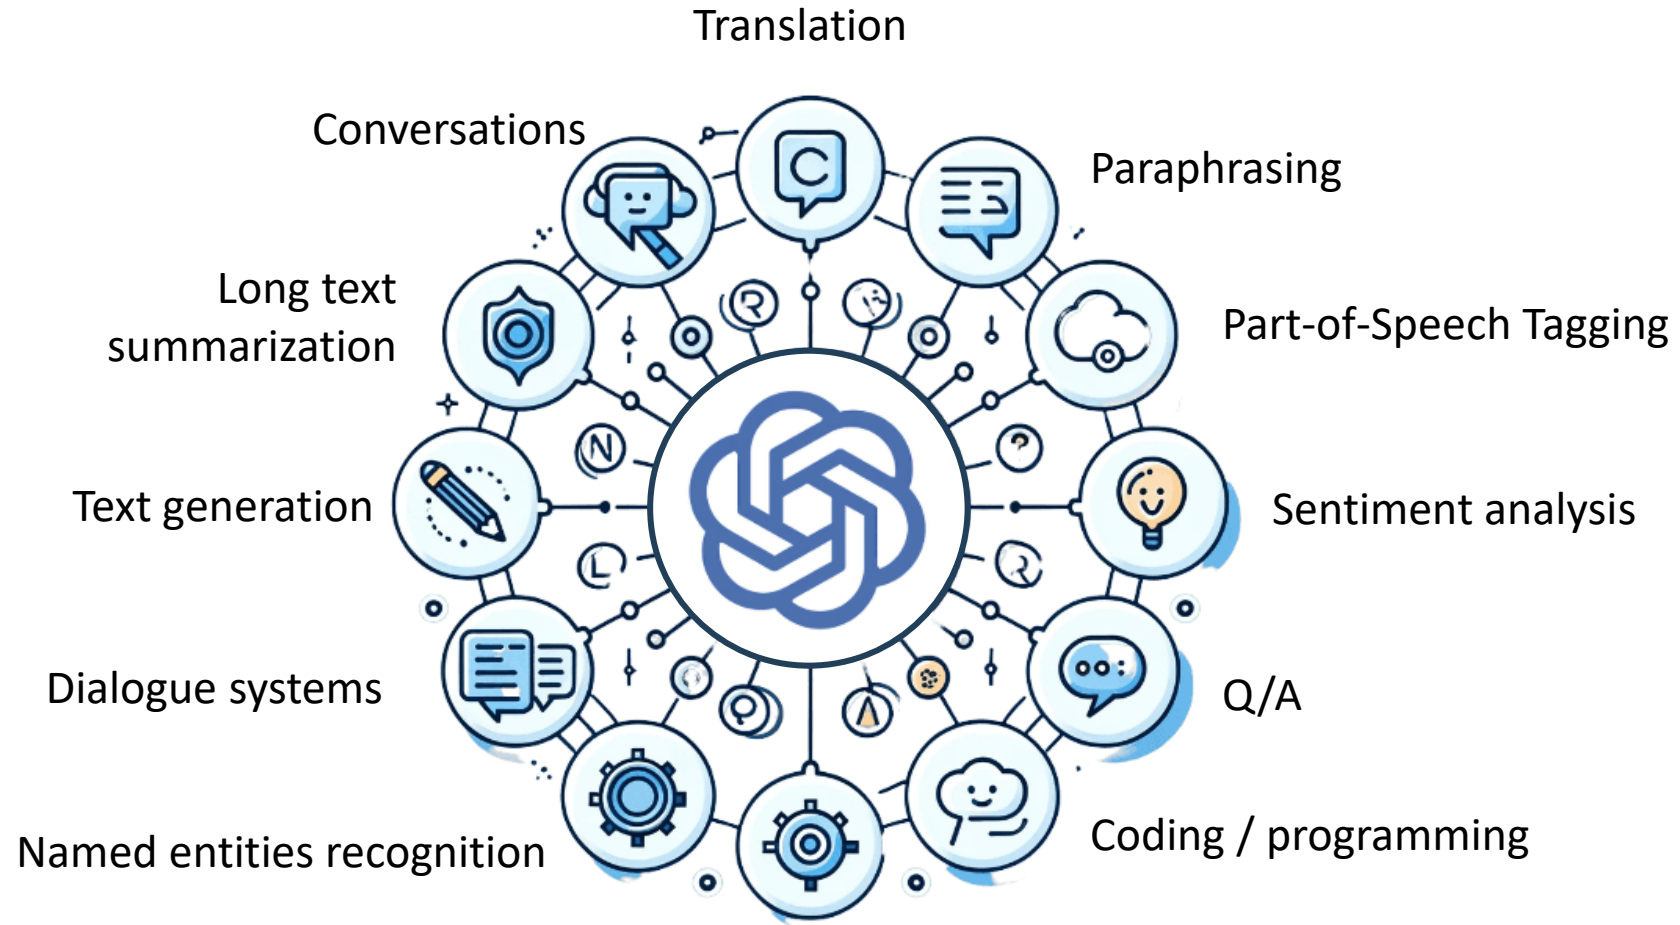 Translation
Conversations
Paraphrasing
Long text
summarization
Part-of-Speech Tagging
Text generation
Sentiment analysis
Dialogue systems
Q/A
Named entities recognition
Coding / programming
C
R
N
?
L
R